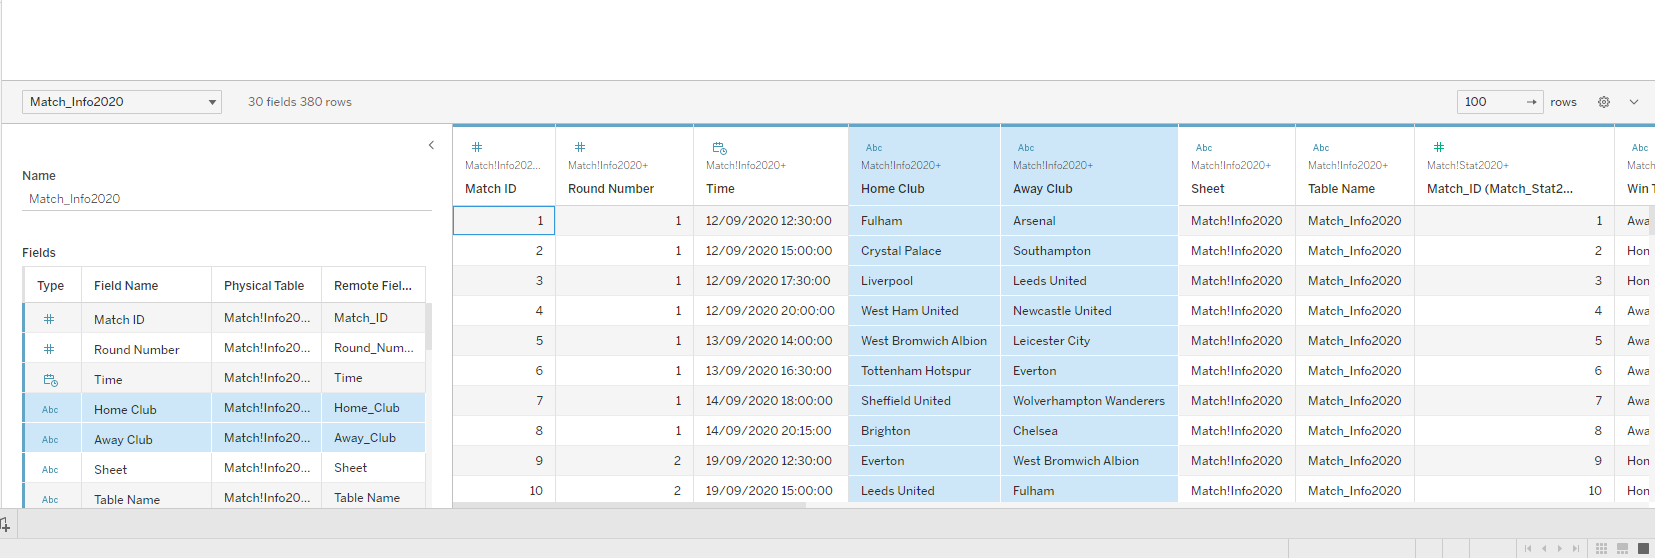 Match_Info2020 30 fields 380 rows 100 rows
Name
Match_Info2020
Fields
Type Field Name Physical Table Remote Fiel...
# Match ID Match!Info20... Match_ID
# Round Number Match!Info20... Round_Num...
Time Match!Info20... Time
Abc Home Club Match!Info20... Home_Club
Abc Away Club Match!Info20... Away_Club
Abc Sheet Match!Info20... Sheet
Abc Table Name Match!Info20... Table Name
# # Abc Abc Abc Abc # Abc
Match!Info202... Match!Info2020+ Match!Info2020+ Match!Info2020+ Match!Info2020+ Match!Info2020+ Match!Info2020+ Match!Stat2020+ Match
Match ID Round Number Time Home Club Away Club Sheet Table Name Match_ID (Match_Stat2... Win T
1 1 12/09/2020 12:30:00 Fulham Arsenal Match!Info2020 Match_Info2020 1 Awa
2 1 12/09/2020 15:00:00 Crystal Palace Southampton Match!Info2020 Match_Info2020 2 Hon
3 1 12/09/2020 17:30:00 Liverpool Leeds United Match!Info2020 Match_Info2020 3 Hon
4 1 12/09/2020 20:00:00 West Ham United Newcastle United Match!Info2020 Match_Info2020 4 Awa
5 1 13/09/2020 14:00:00 West Bromwich Albion Leicester City Match!Info2020 Match_Info2020 5 Awa
6 1 13/09/2020 16:30:00 Tottenham Hotspur Everton Match!Info2020 Match_Info2020 6 Awa
7 1 14/09/2020 18:00:00 Sheffield United Wolverhampton Wanderers Match!Info2020 Match_Info2020 7 Awa
8 1 14/09/2020 20:15:00 Brighton Chelsea Match!Info2020 Match_Info2020 8 Awa
9 2 19/09/2020 12:30:00 Everton West Bromwich Albion Match!Info2020 Match_Info2020 9 Hon
10 2 19/09/2020 15:00:00 Leeds United Fulham Match!Info2020 Match_Info2020 10 Hon